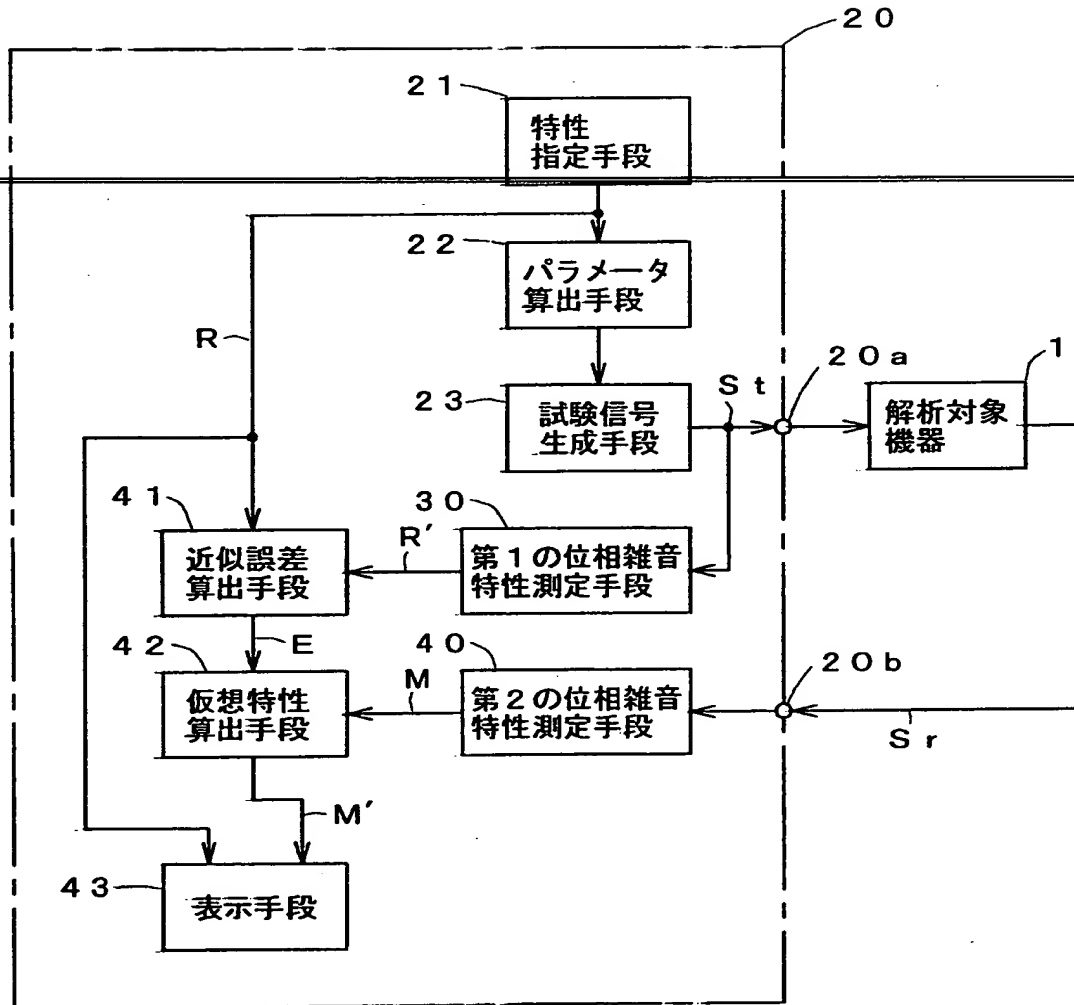 20
21
特性
指定手段
22
パラメータ
算出手段
R
20a
1
St
23
試験信号
生成手段
解析対象
機器
41
30
R′
近似誤差
算出手段
第1の位相雑音
特性測定手段
E
42
40
20b
M
仮想特性
算出手段
第2の位相雑音
特性測定手段
Sr
M′
43
表示手段